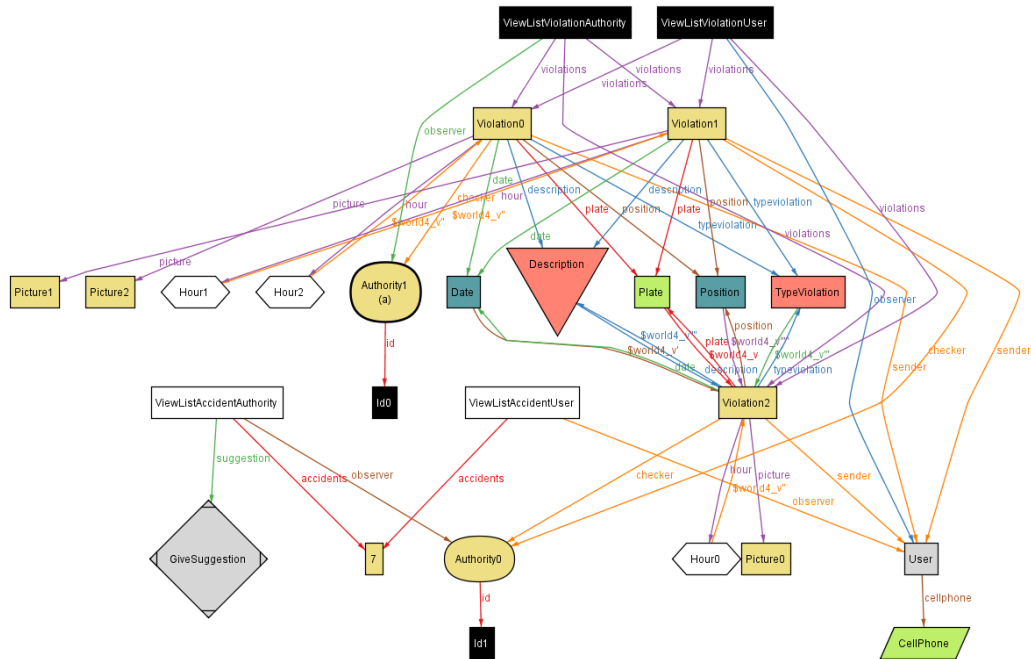 ViewListViolationAuthority
ViewListViolationUser
violations
violations
violations
violations
observer
Violation0
Violation1
date
description
description
position
typeviolation
picture
checker
hour
hour
$world4_v"
$world4_v"
plate
position
plate
typeviolation
violations
violations
date
picture
Picture1
Picture2
Hour1
Hour2
Authority1
(a)
Date
Description
Plate
Position
TypeViolation
observer
checker
sender
sender
id
$world4_v'"
$world4_v'
date
plate
$world4_v
description
position
$world4_v""
$world4_v"'
typeviolation
ViewListAccidentAuthority
Id0
ViewListAccidentUser
Violation2
suggestion
accidents
observer
accidents
checker
hour
picture
$world4_v"
observer
sender
GiveSuggestion
7
Authority0
Hour0
Picture0
User
id
cellphone
Id1
CellPhone